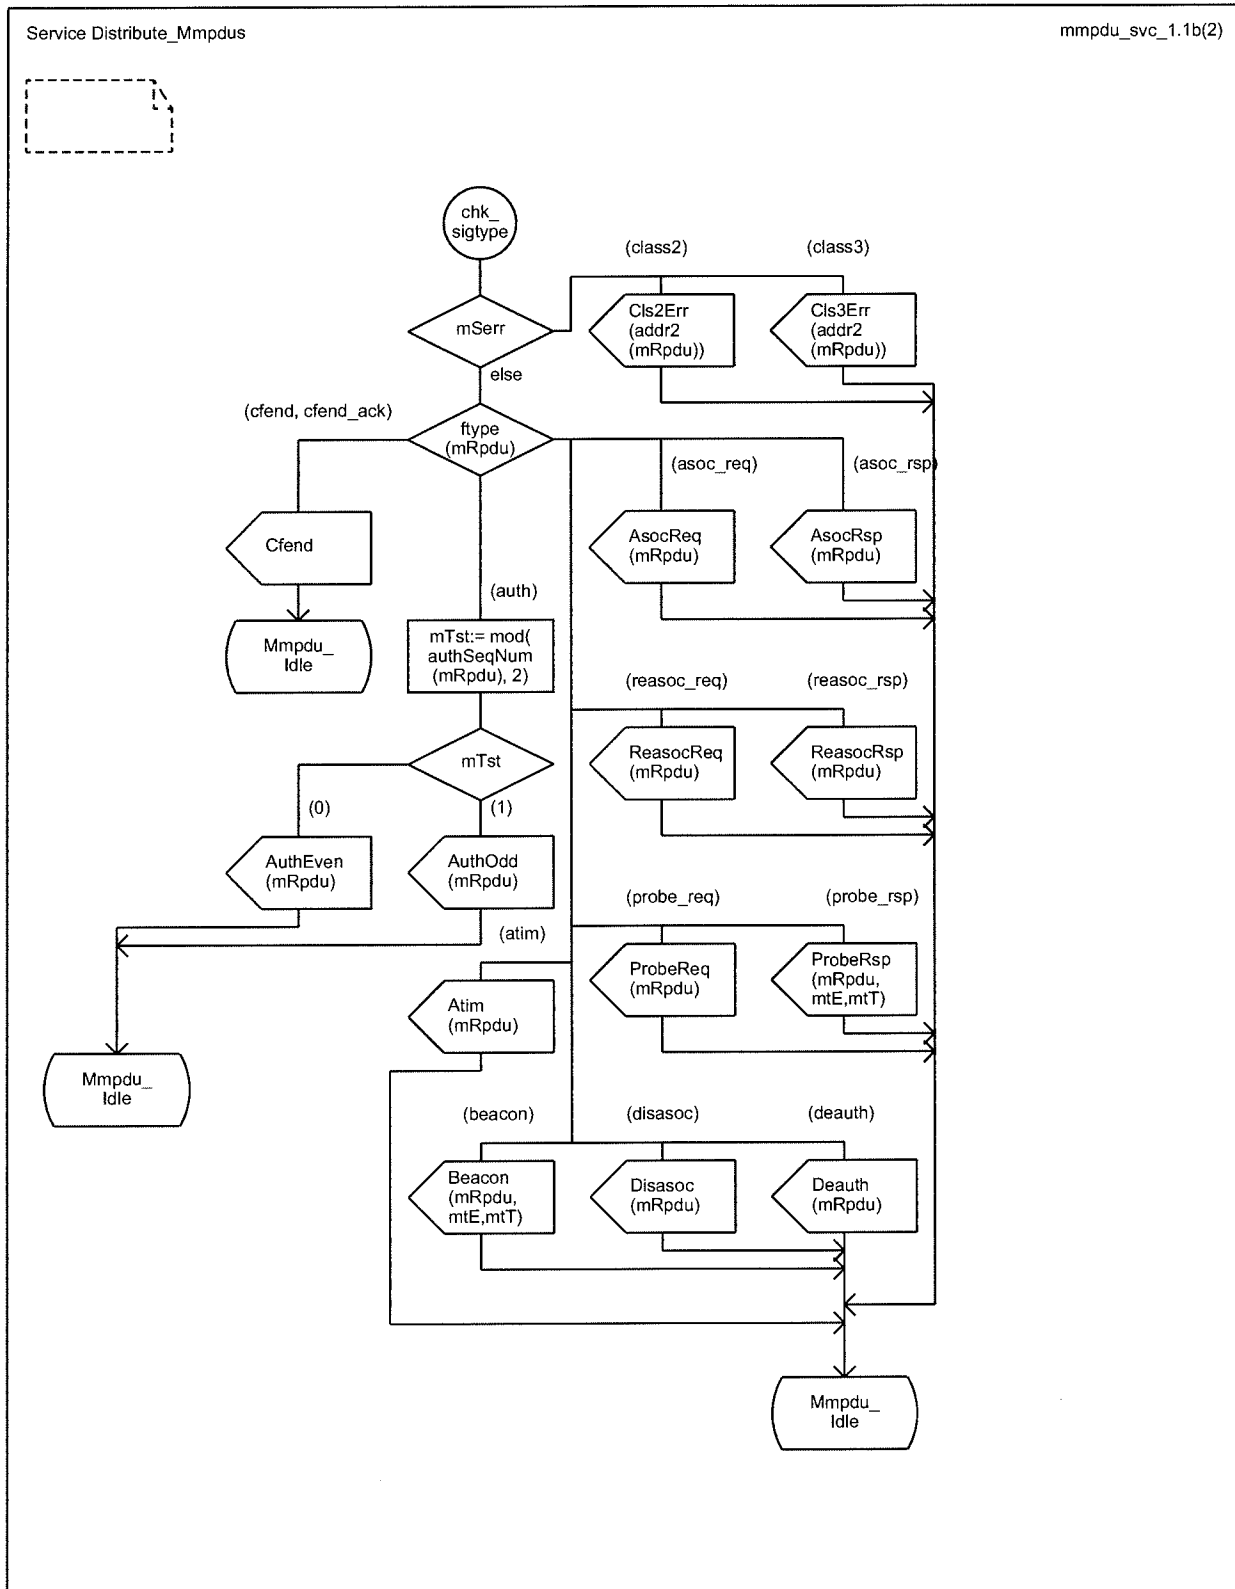 Service Distribute_Mmpdus
mmpdu_svc_1.1b(2)
chk_
sigtype
(class2)
(class3)
mSerr
Cls2Err
(addr2
(mRpdu))
Cls3Err
(addr2
(mRpdu))
else
(cfend, cfend_ack)
ftype
(mRpdu)
(asoc_req)
(asoc_rsp)
Cfend
AsocReq
(mRpdu)
AsocRsp
(mRpdu)
(auth)
Mmpdu_
Idle
mTst:= mod(
authSeqNum
(mRpdu), 2)
(reasoc_req)
(reasoc_rsp)
mTst
ReasocReq
(mRpdu)
ReasocRsp
(mRpdu)
(0)
(1)
AuthEven
(mRpdu)
AuthOdd
(mRpdu)
(probe_req)
(probe_rsp)
(atim)
ProbeReq
(mRpdu)
ProbeRsp
(mRpdu,
mtE,mtT)
Atim
(mRpdu)
Mmpdu_
Idle
(beacon)
(disasoc)
(deauth)
Beacon
(mRpdu,
mtE,mtT)
Disasoc
(mRpdu)
Deauth
(mRpdu)
Mmpdu_
Idle